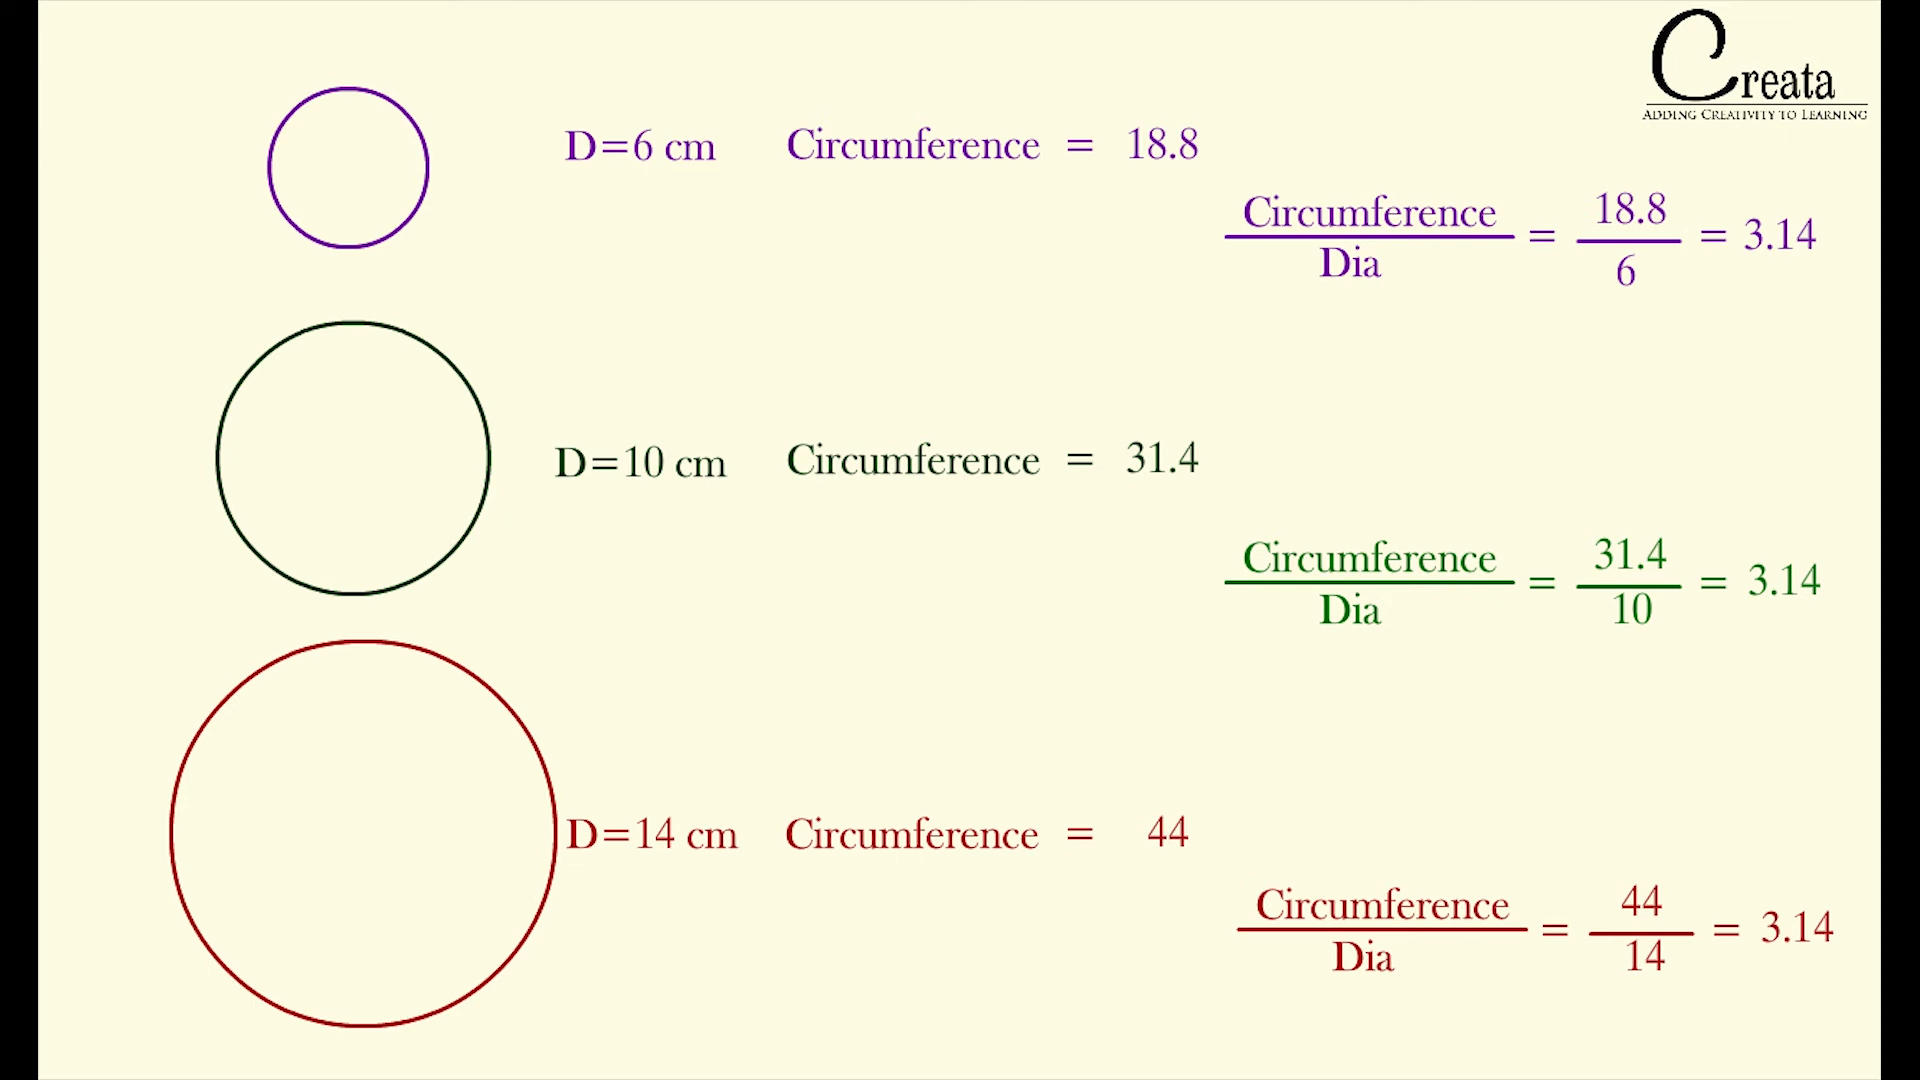 Creata
ADDING CREATIVITY TO LEARNING
D=6 cm Circumference = 18.8
Circumference / Dia = 18.8 / 6 = 3.14
D=10 cm Circumference = 31.4
Circumference / Dia = 31.4 / 10 = 3.14
D=14 cm Circumference = 44
Circumference / Dia = 44 / 14 = 3.14